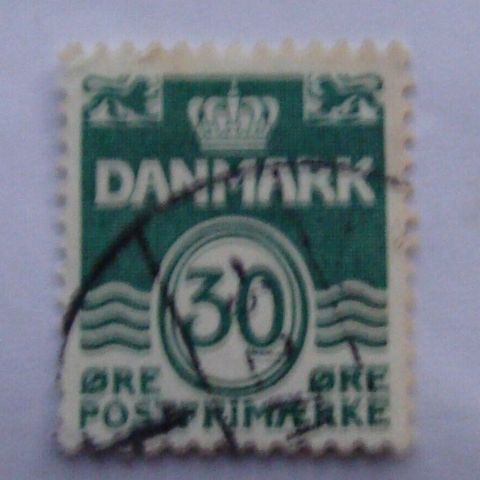 DANMARK
30
ØRE ØRE
POSTFRIMÆRKE